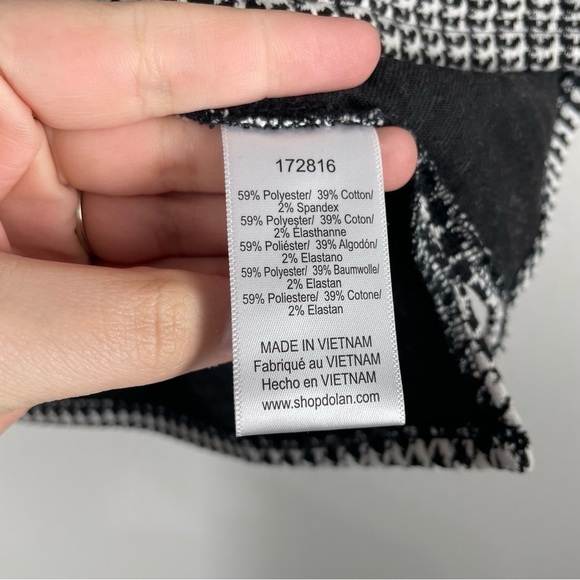 172816
59% Polyester/ 39% Cotton/
2% Spandex
59% Polyester/ 39% Coton/
2% Élasthanne
59% Poliéster/ 39% Algodón/
2% Elastano
59% Polyester/ 39% Baumwolle/
2% Elastan
59% Poliestere/ 39% Cotone/
2% Elastan
MADE IN VIETNAM
Fabriqué au VIETNAM
Hecho en VIETNAM
www.shopdolan.com